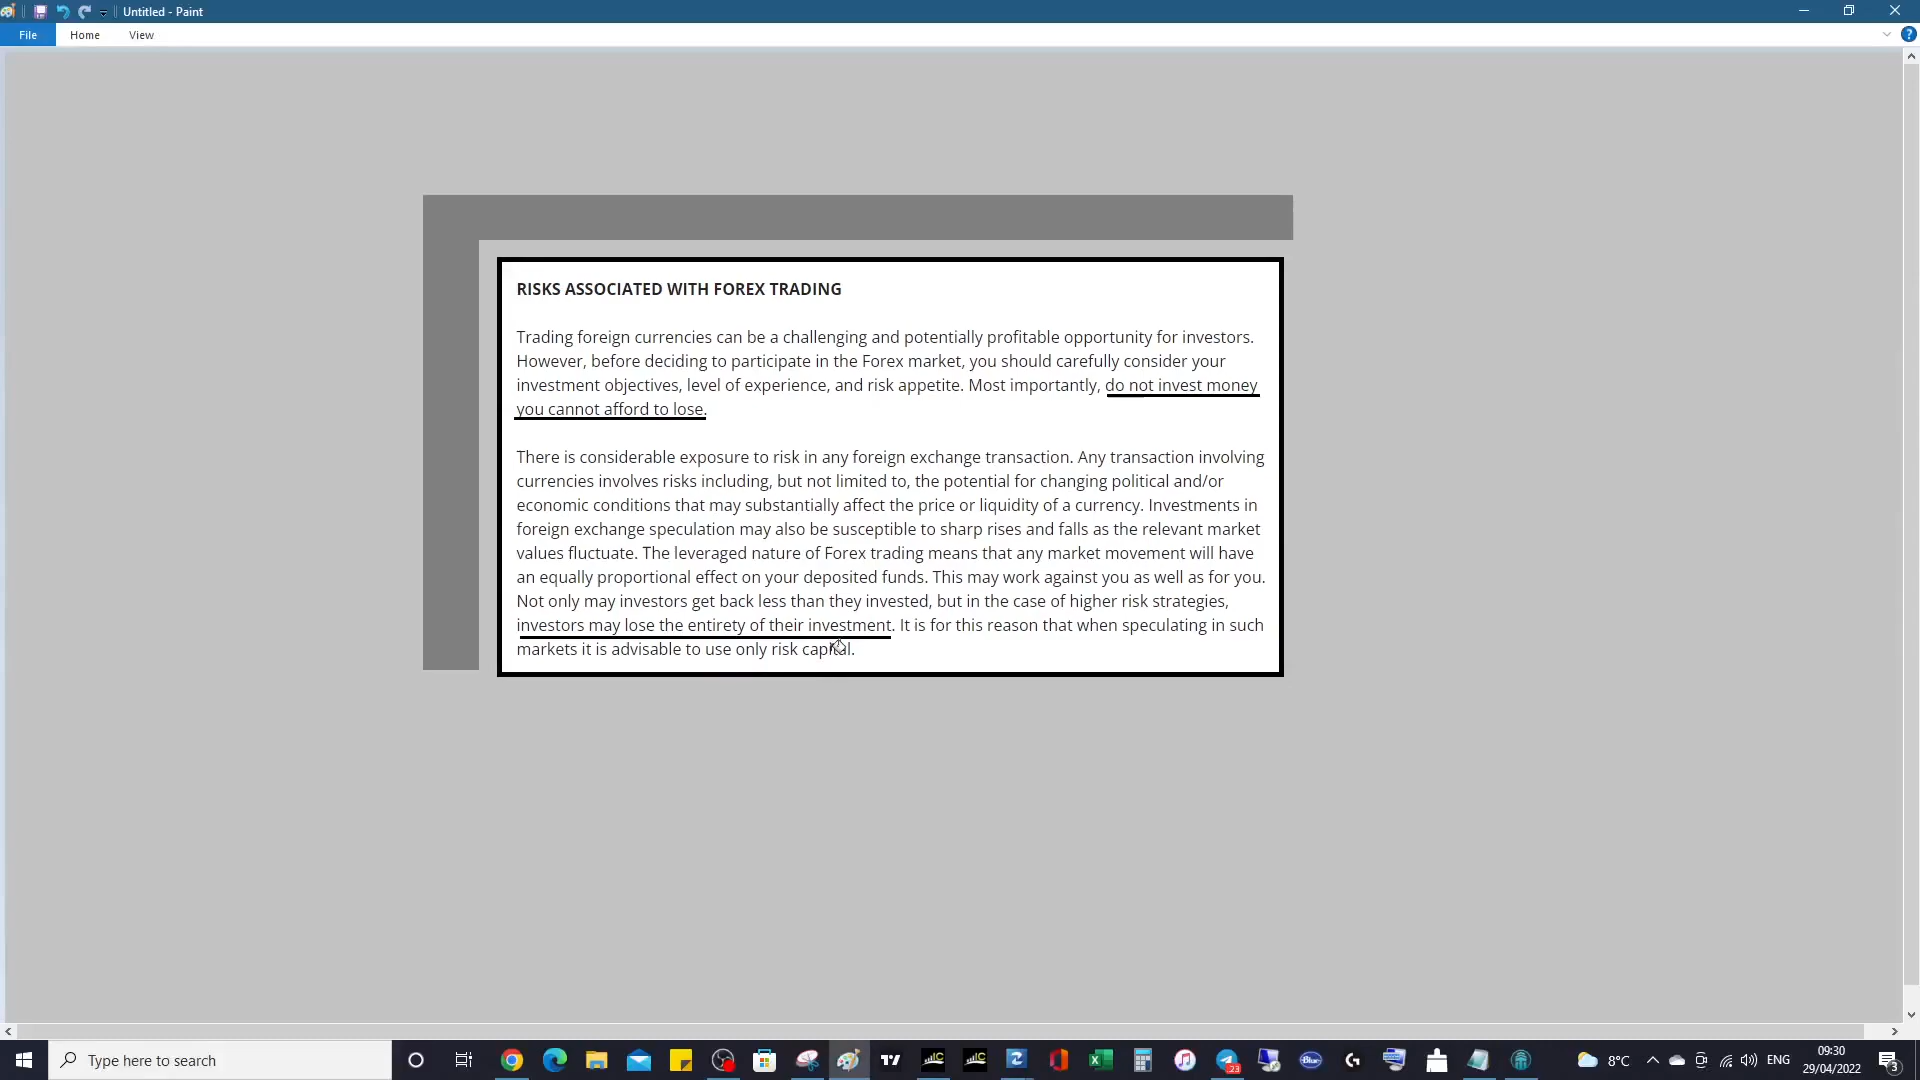 Untitled - Paint
File Home View
RISKS ASSOCIATED WITH FOREX TRADING
Trading foreign currencies can be a challenging and potentially profitable opportunity for investors.
However, before deciding to participate in the Forex market, you should carefully consider your
investment objectives, level of experience, and risk appetite. Most importantly, do not invest money
you cannot afford to lose.
There is considerable exposure to risk in any foreign exchange transaction. Any transaction involving
currencies involves risks including, but not limited to, the potential for changing political and/or
economic conditions that may substantially affect the price or liquidity of a currency. Investments in
foreign exchange speculation may also be susceptible to sharp rises and falls as the relevant market
values fluctuate. The leveraged nature of Forex trading means that any market movement will have
an equally proportional effect on your deposited funds. This may work against you as well as for you.
Not only may investors get back less than they invested, but in the case of higher risk strategies,
investors may lose the entirety of their investment. It is for this reason that when speculating in such
markets it is advisable to use only risk capital.
Type here to search
23
Blue
8°C
ENG
09:30
29/04/2022
3